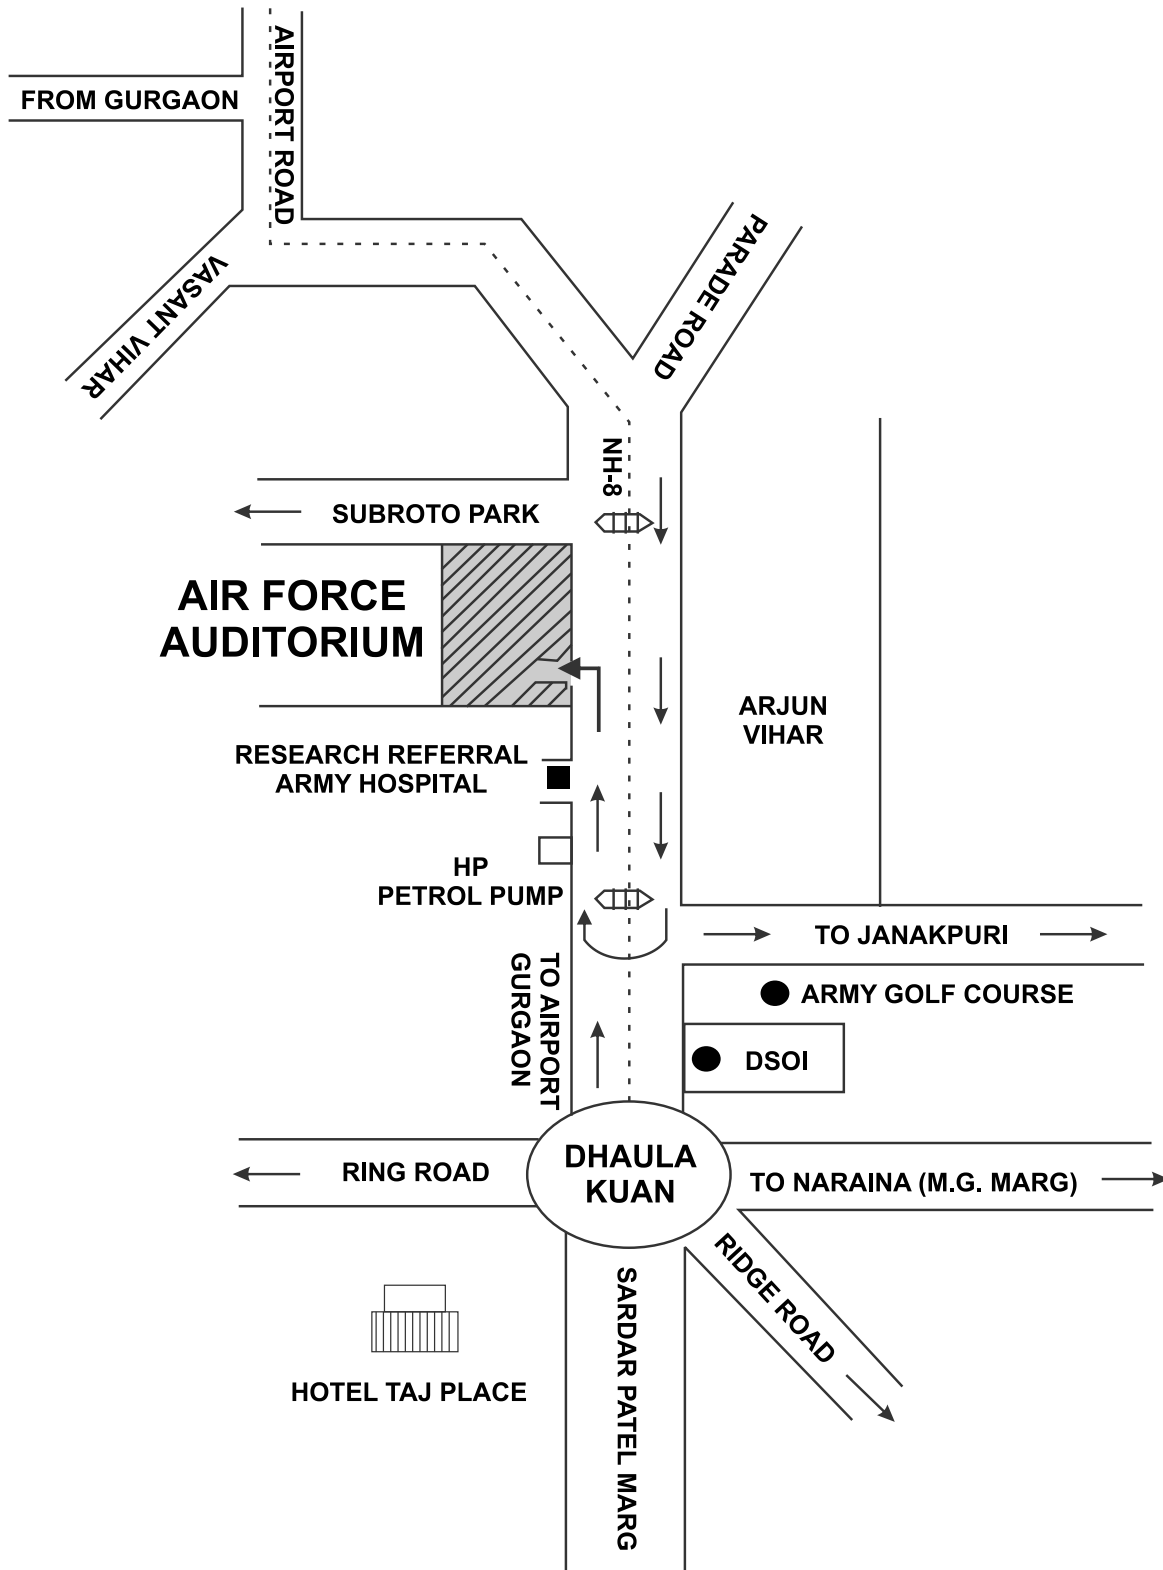 AIRPORT ROAD
FROM GURGAON
VASANT VIHAR
PARADE ROAD
NH-8
SUBROTO PARK
AIR FORCE
AUDITORIUM
ARJUN
VIHAR
RESEARCH REFERRAL
ARMY HOSPITAL
HP
PETROL PUMP
TO JANAKPURI
TO AIRPORT
GURGAON
ARMY GOLF COURSE
DSOI
DHAULA
KUAN
RING ROAD
TO NARAINA (M.G. MARG)
RIDGE ROAD
SARDAR PATEL MARG
HOTEL TAJ PLACE